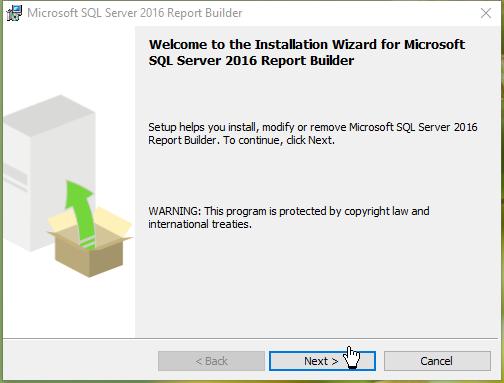 Microsoft SQL Server 2016 Report Builder
Welcome to the Installation Wizard for Microsoft
SQL Server 2016 Report Builder
Setup helps you install, modify or remove Microsoft SQL Server 2016
Report Builder. To continue, click Next.
WARNING: This program is protected by copyright law and
international treaties.
< Back
Next >
Cancel